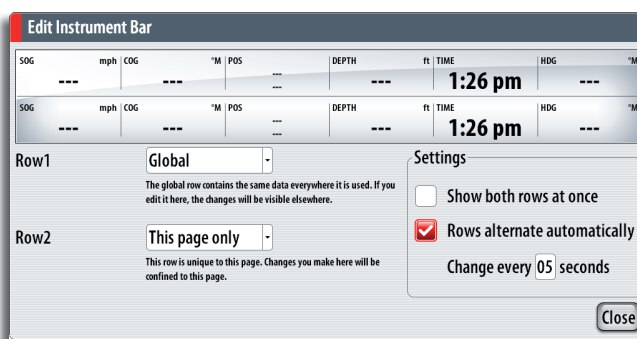 Edit Instrument Bar
SOG mph COG °M POS DEPTH ft TIME HDG °M
--- --- --- --- 1:26 pm ---
---
SOG mph COG °M POS DEPTH ft TIME HDG °M
--- --- --- --- 1:26 pm ---
---
Row1 Global
The global row contains the same data everywhere it is used. If you
edit it here, the changes will be visible elsewhere.
Row2 This page only
This row is unique to this page. Changes you make here will be
confined to this page.
Settings
Show both rows at once
Rows alternate automatically
Change every 05 seconds
Close